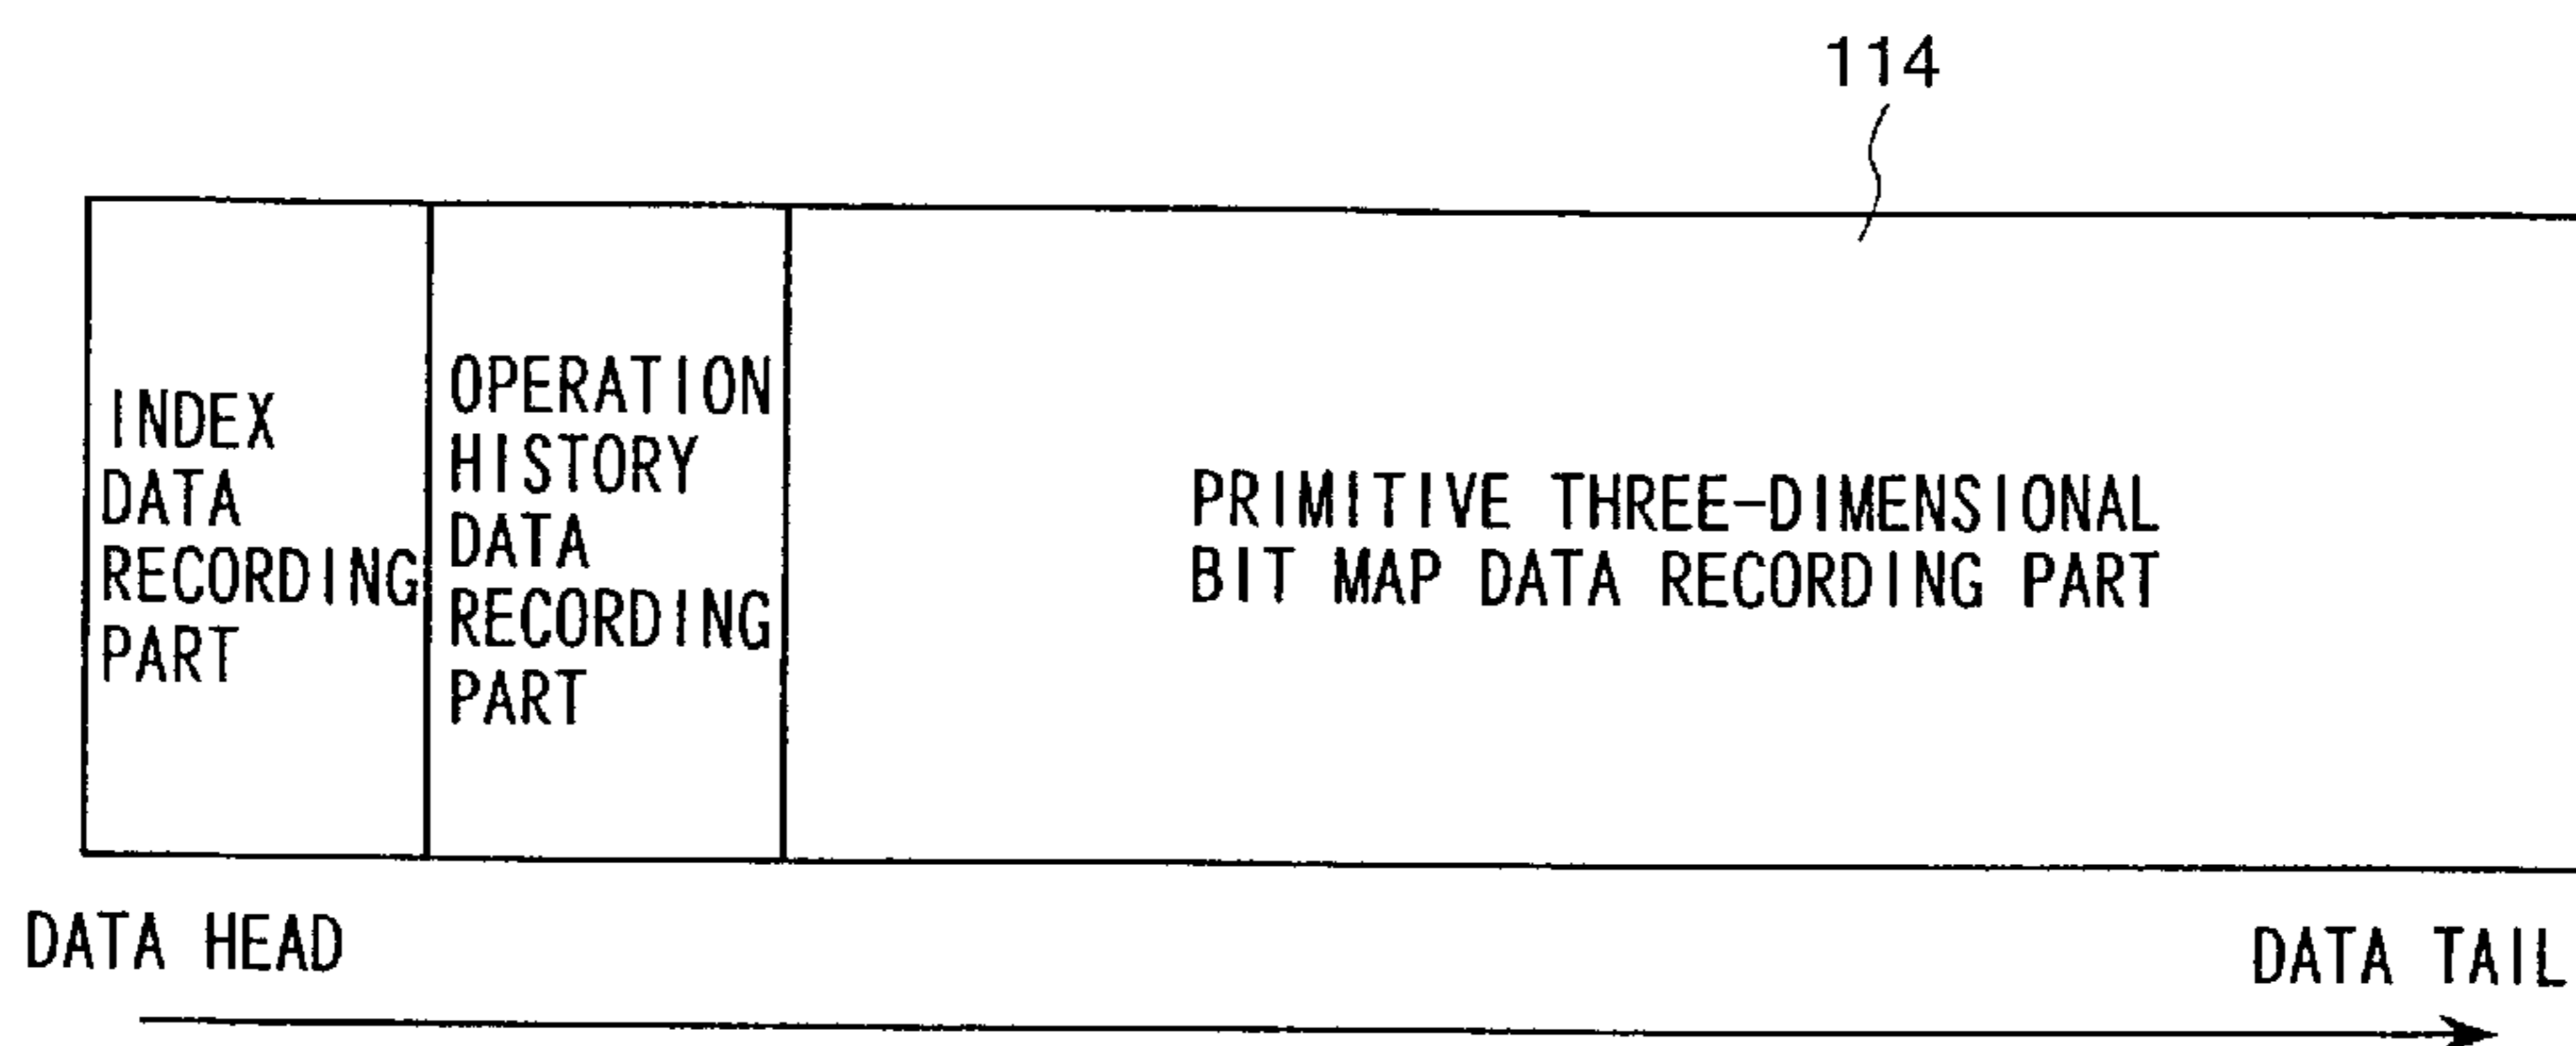 114
INDEX
DATA
RECORDING
PART
OPERATION
HISTORY
DATA
RECORDING
PART
PRIMITIVE THREE-DIMENSIONAL
BIT MAP DATA RECORDING PART
DATA HEAD
DATA TAIL